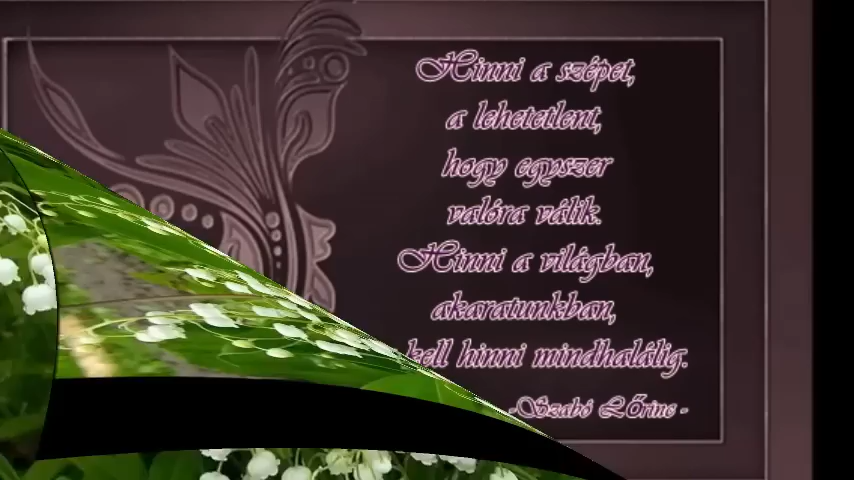 Hinni a szépet,
a lehetetlent,
hogy egyszer
valóra válik.
Hinni a világban,
akaratunkban,
kell hinni mindhalálig.
-Szabó Lőrinc -